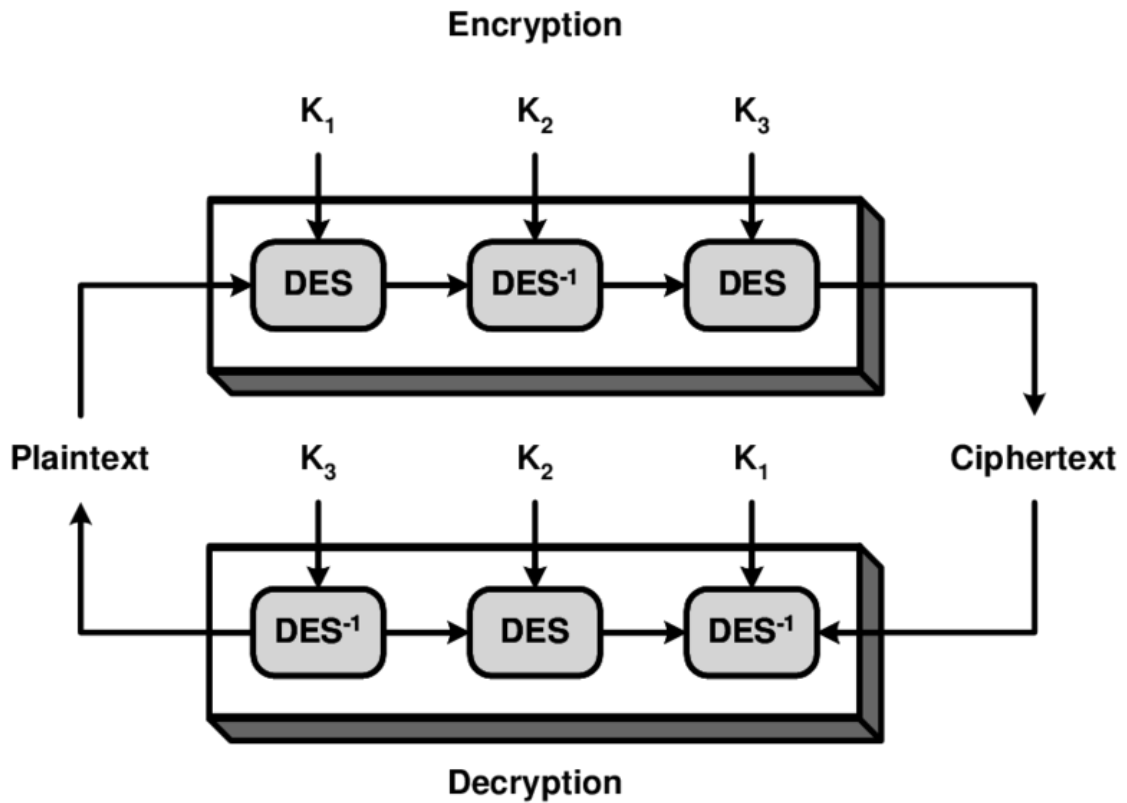 Encryption
K₁ K₂ K₃
DES DES⁻¹ DES
Plaintext Ciphertext
K₃ K₂ K₁
DES⁻¹ DES DES⁻¹
Decryption